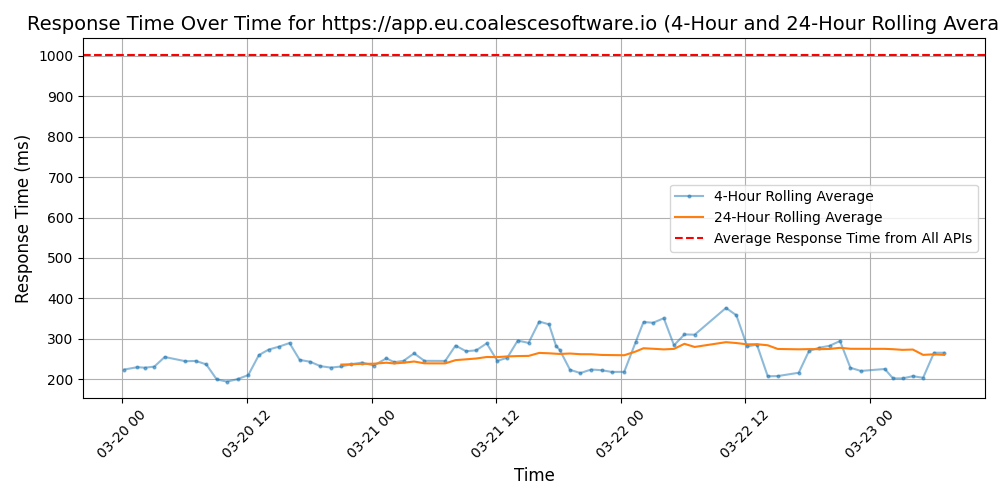 Response Time Over Time for https://app.eu.coalescesoftware.io (4-Hour and 24-Hour Rolling Avera
Response Time (ms)
1000
900
800
700
600
500
400
300
200
4-Hour Rolling Average
24-Hour Rolling Average
Average Response Time from All APIs
03-20 00
03-20 12
03-21 00
03-21 12
03-22 00
03-22 12
03-23 00
Time